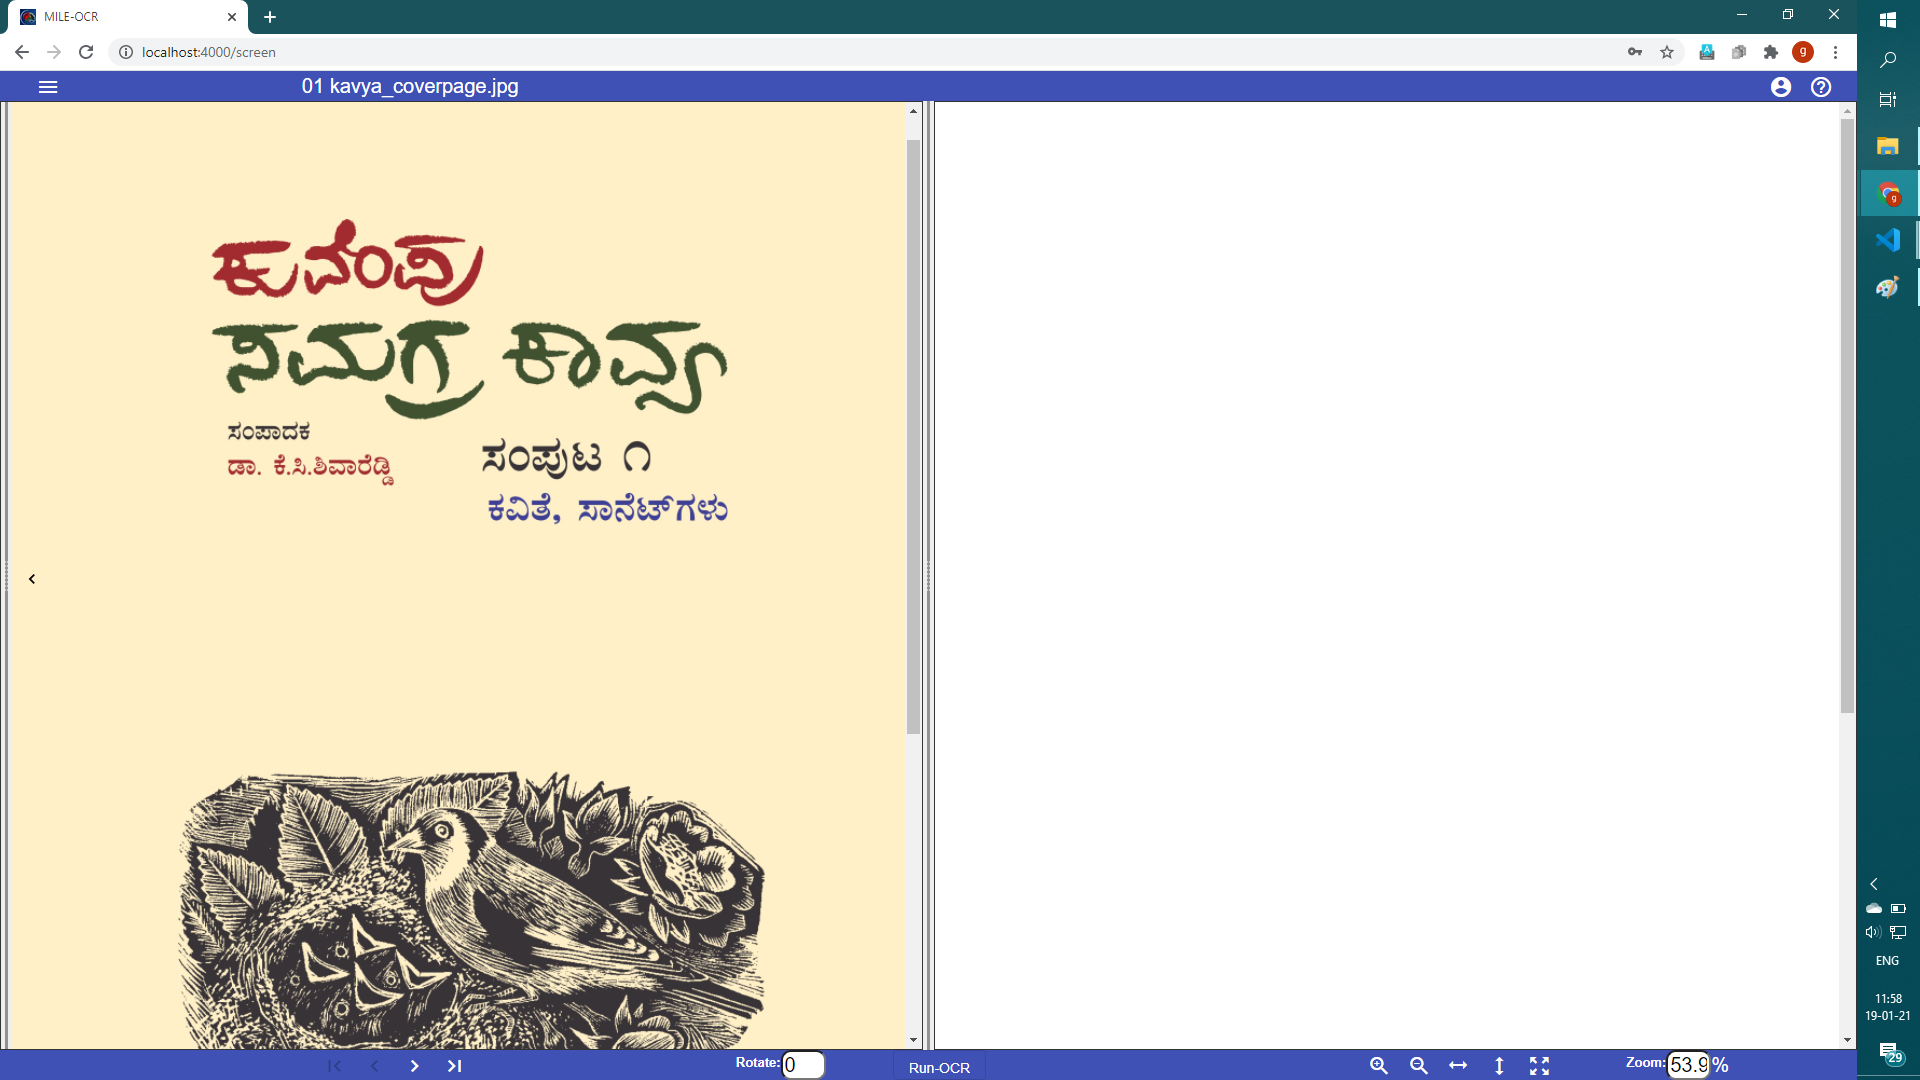 MILE-OCR
localhost:4000/screen
01 kavya_coverpage.jpg
ಕುವೆಂಪು
ಸಮಗ್ರ ಕಾವ್ಯ
ಸಂಪಾದಕ
ಡಾ. ಕೆ.ಸಿ.ಶಿವಾರೆಡ್ಡಿ
ಸಂಪುಟ ೧
ಕವಿತೆ, ಸಾನೆಟ್‌ಗಳು
Rotate: 0
Run-OCR
Zoom: 53.9 %
g
g
ENG
11:58
19-01-21
29